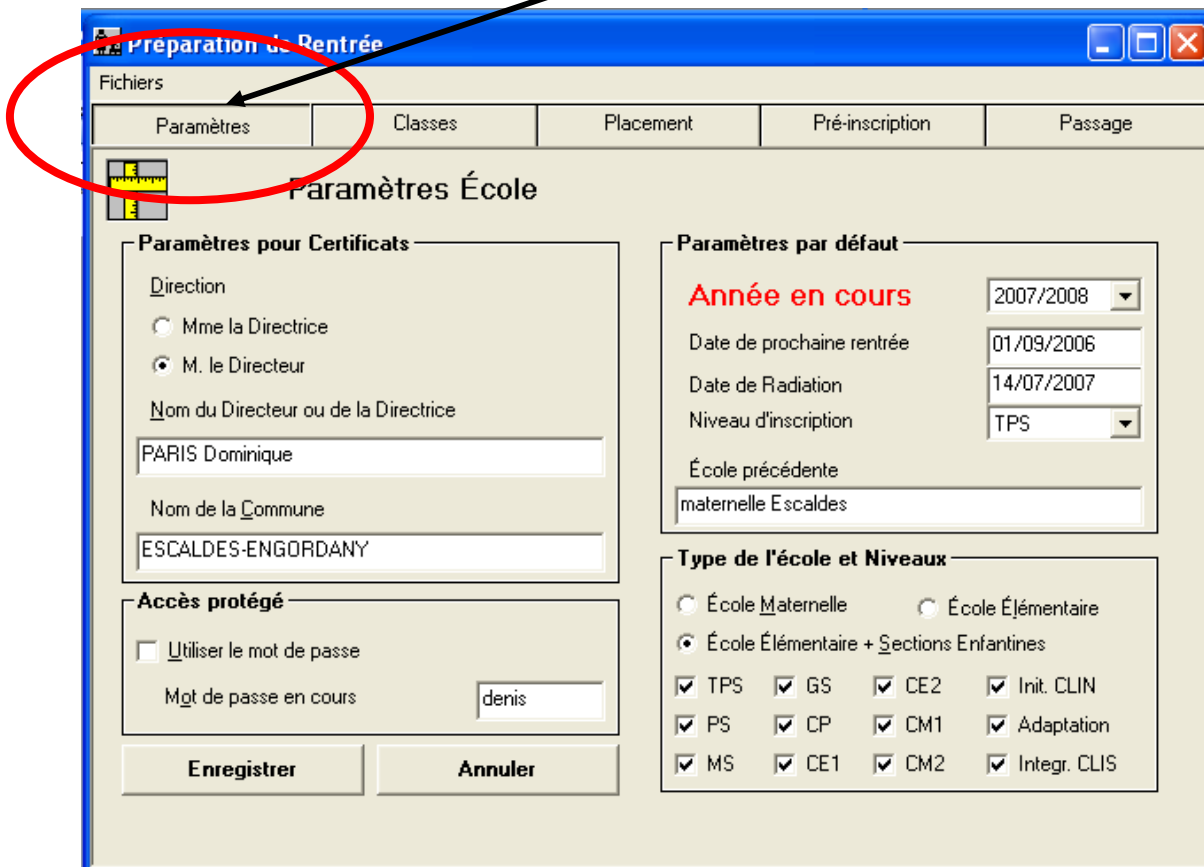 Préparation de Rentrée
Fichiers
Paramètres Classes Placement Pré-inscription Passage
Paramètres École
Paramètres pour Certificats
Direction
Mme la Directrice
M. le Directeur
Nom du Directeur ou de la Directrice
PARIS Dominique
Nom de la Commune
ESCALDES-ENGORDANY
Accès protégé
Utiliser le mot de passe
Mot de passe en cours denis
Enregistrer Annuler
Paramètres par défaut
Année en cours 2007/2008
Date de prochaine rentrée 01/09/2006
Date de Radiation 14/07/2007
Niveau d'inscription TPS
École précédente
maternelle Escaldes
Type de l'école et Niveaux
École Maternelle École Élémentaire
École Élémentaire + Sections Enfantines
TPS GS CE2 Init. CLIN
PS CP CM1 Adaptation
MS CE1 CM2 Integr. CLIS